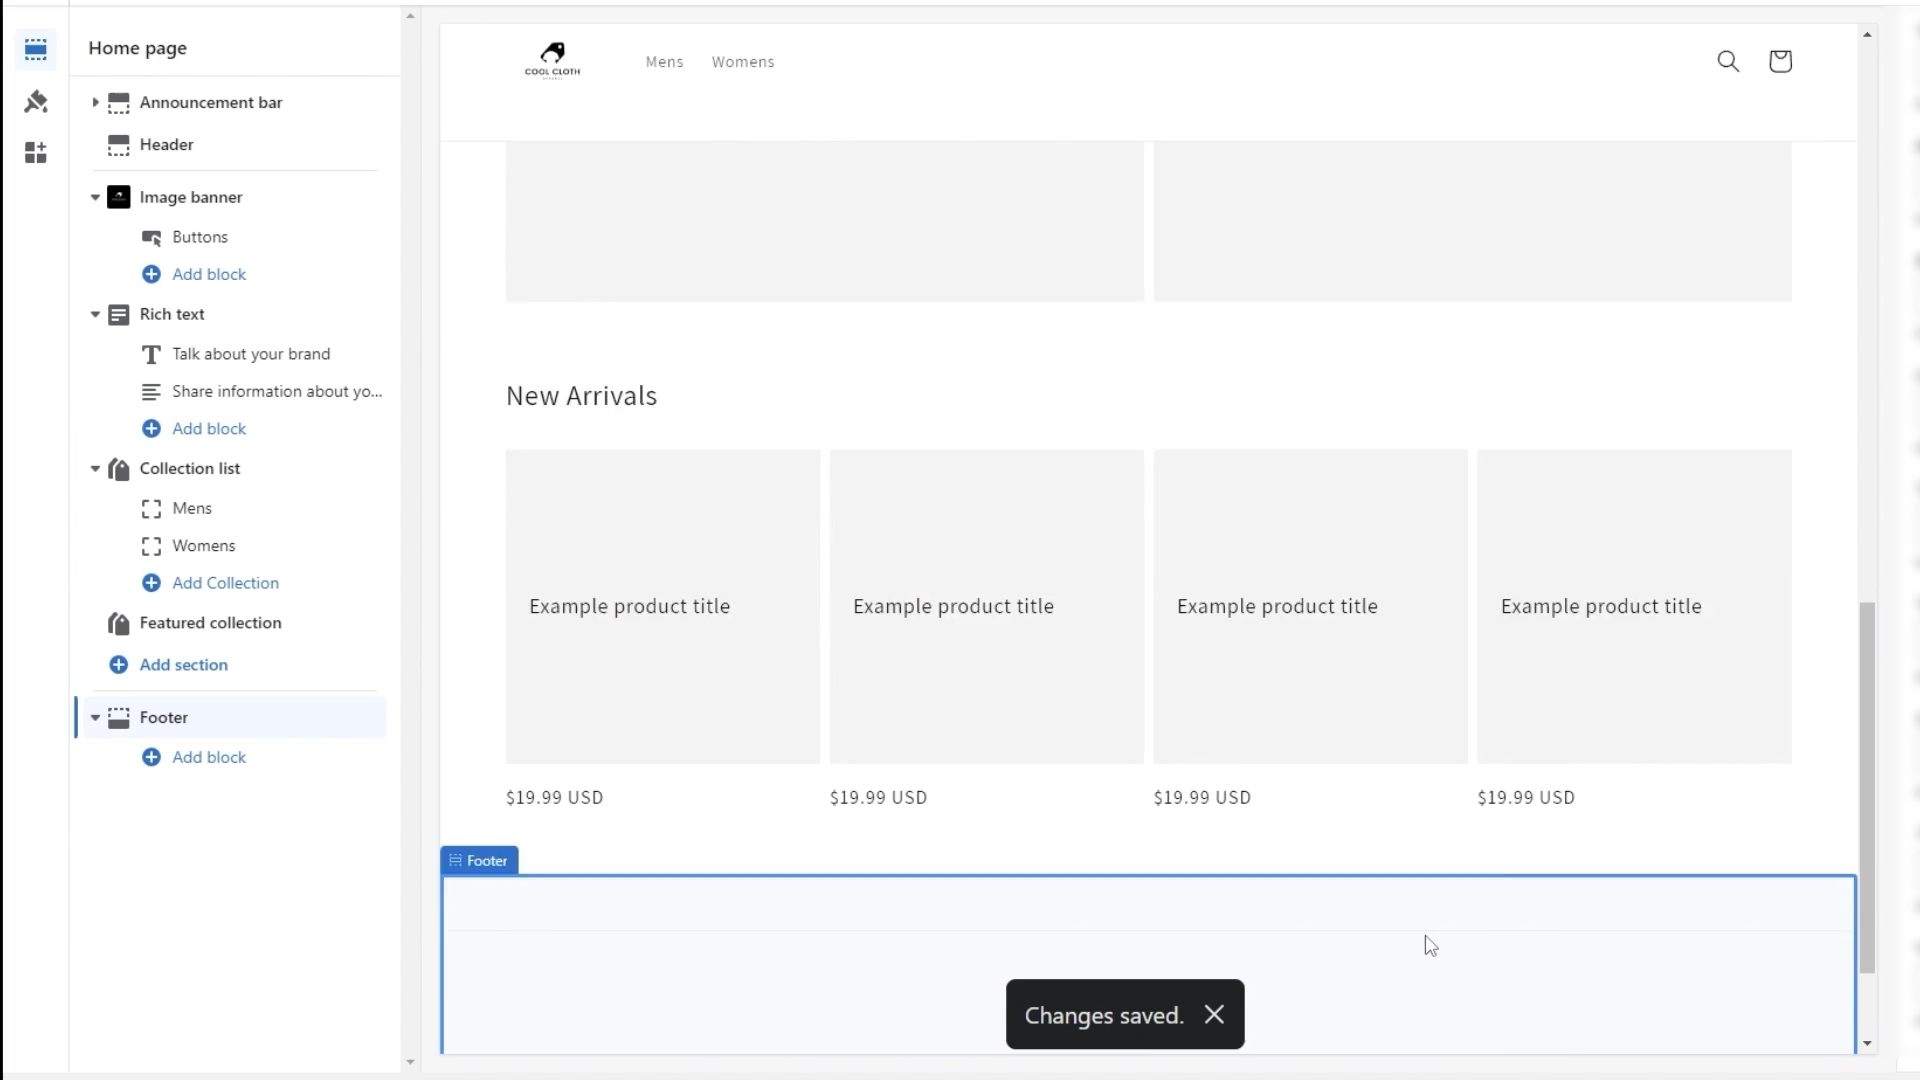 Home page
Announcement bar
Header
Image banner
Buttons
Add block
Rich text
Talk about your brand
Share information about yo...
Add block
Collection list
Mens
Womens
Add Collection
Featured collection
Add section
Footer
Add block
COOL CLOTH
Mens
Womens
New Arrivals
Example product title
Example product title
Example product title
Example product title
$19.99 USD
$19.99 USD
$19.99 USD
$19.99 USD
Footer
Changes saved.